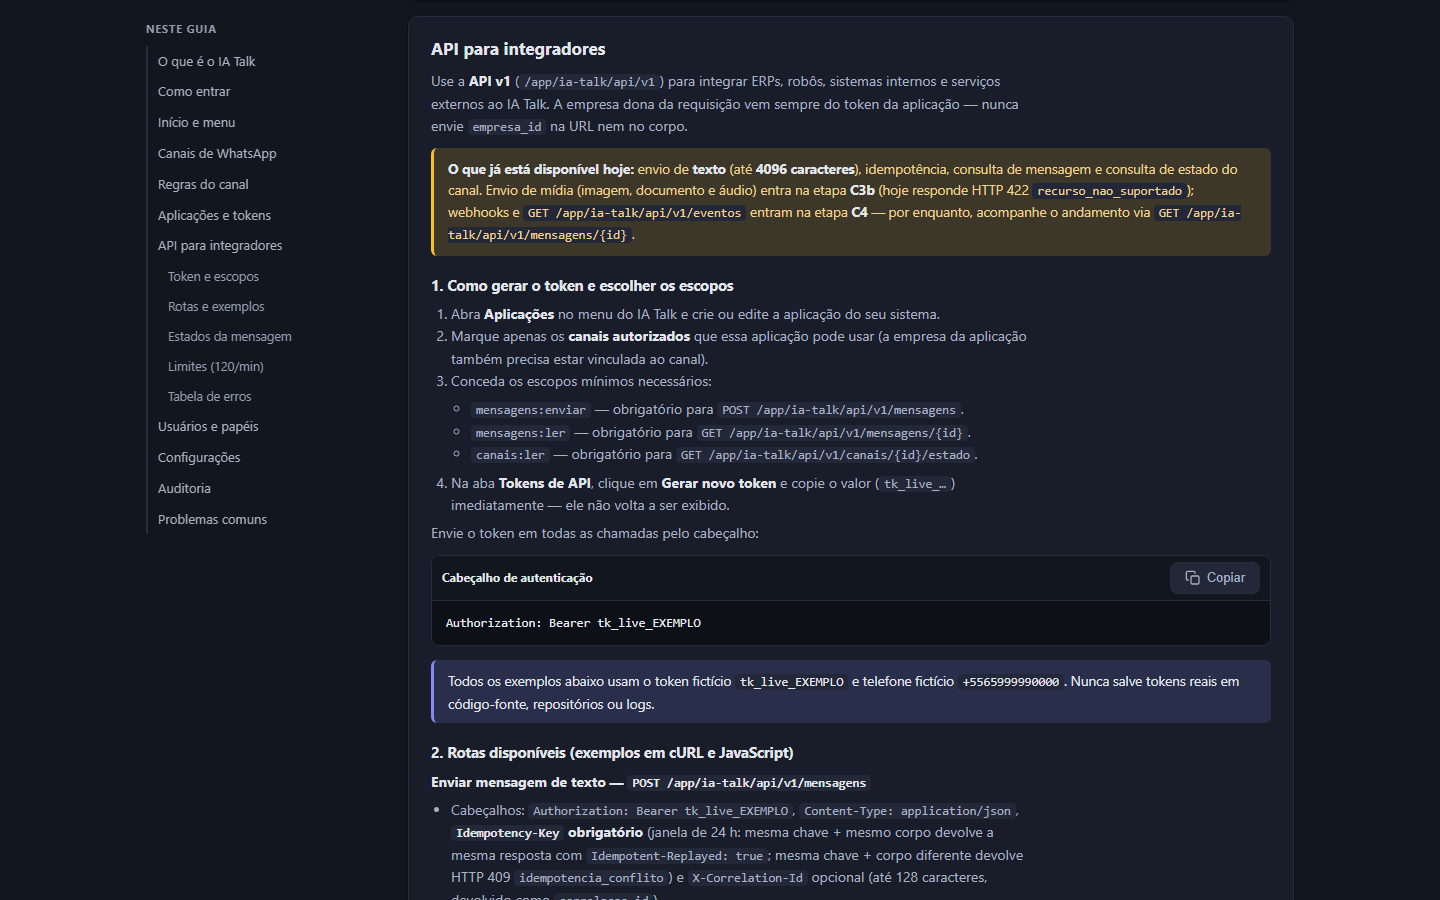 NESTE GUIA
O que é o IA Talk
Como entrar
Início e menu
Canais de WhatsApp
Regras do canal
Aplicações e tokens
API para integradores
Token e escopos
Rotas e exemplos
Estados da mensagem
Limites (120/min)
Tabela de erros
Usuários e papéis
Configurações
Auditoria
Problemas comuns
API para integradores
Use a API v1 ( /app/ia-talk/api/v1 ) para integrar ERPs, robôs, sistemas internos e serviços
externos ao IA Talk. A empresa dona da requisição vem sempre do token da aplicação — nunca
envie empresa_id na URL nem no corpo.
O que já está disponível hoje: envio de texto (até 4096 caracteres), idempotência, consulta de mensagem e consulta de estado do
canal. Envio de mídia (imagem, documento e áudio) entra na etapa C3b (hoje responde HTTP 422 recurso_nao_suportado );
webhooks e GET /app/ia-talk/api/v1/eventos entram na etapa C4 — por enquanto, acompanhe o andamento via GET /app/ia-
talk/api/v1/mensagens/{id} .
1. Como gerar o token e escolher os escopos
1. Abra Aplicações no menu do IA Talk e crie ou edite a aplicação do seu sistema.
2. Marque apenas os canais autorizados que essa aplicação pode usar (a empresa da aplicação
também precisa estar vinculada ao canal).
3. Conceda os escopos mínimos necessários:
◦ mensagens:enviar — obrigatório para POST /app/ia-talk/api/v1/mensagens .
◦ mensagens:ler — obrigatório para GET /app/ia-talk/api/v1/mensagens/{id} .
◦ canais:ler — obrigatório para GET /app/ia-talk/api/v1/canais/{id}/estado .
4. Na aba Tokens de API, clique em Gerar novo token e copie o valor ( tk_live_… )
imediatamente — ele não volta a ser exibido.
Envie o token em todas as chamadas pelo cabeçalho:
Cabeçalho de autenticação
Copiar
Authorization: Bearer tk_live_EXEMPLO
Todos os exemplos abaixo usam o token fictício tk_live_EXEMPLO e telefone fictício +5565999990000 . Nunca salve tokens reais em
código-fonte, repositórios ou logs.
2. Rotas disponíveis (exemplos em cURL e JavaScript)
Enviar mensagem de texto — POST /app/ia-talk/api/v1/mensagens
• Cabeçalhos: Authorization: Bearer tk_live_EXEMPLO , Content-Type: application/json ,
Idempotency-Key obrigatório (janela de 24 h: mesma chave + mesmo corpo devolve a
mesma resposta com Idempotent-Replayed: true ; mesma chave + corpo diferente devolve
HTTP 409 idempotencia_conflito ) e X-Correlation-Id opcional (até 128 caracteres,
devolvido como correlacao_id )